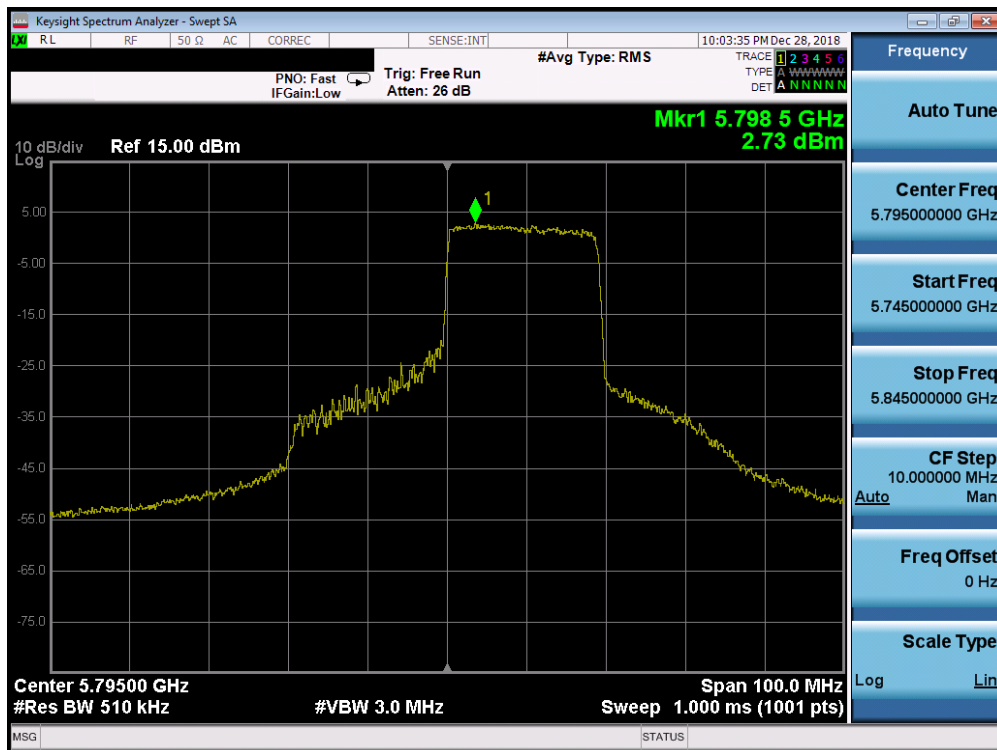 Keysight Spectrum Analyzer - Swept SA
LXI RL RF 50 Ω AC CORREC SENSE:INT 10:03:35 PM Dec 28, 2018
#Avg Type: RMS
TRACE 1 2 3 4 5 6
PNO: Fast Trig: Free Run
TYPE A WWWWW
IFGain:Low Atten: 26 dB
DET A N N N N N
Mkr1 5.798 5 GHz
2.73 dBm
10 dB/div Ref 15.00 dBm
Log
1
5.00
-5.00
-15.0
-25.0
-35.0
-45.0
-55.0
-65.0
-75.0
Center 5.79500 GHz Span 100.0 MHz
#Res BW 510 kHz #VBW 3.0 MHz Sweep 1.000 ms (1001 pts)
MSG STATUS
Frequency
Auto Tune
Center Freq
5.795000000 GHz
Start Freq
5.745000000 GHz
Stop Freq
5.845000000 GHz
CF Step
10.000000 MHz
Auto Man
Freq Offset
0 Hz
Scale Type
Log Lin